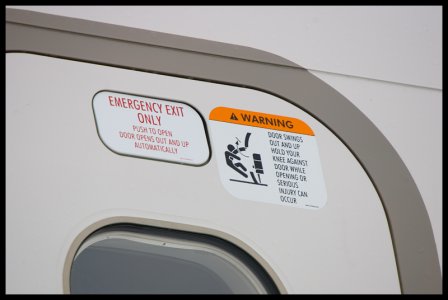 EMERGENCY EXIT
ONLY
PUSH TO OPEN
DOOR OPENS OUT AND UP
AUTOMATICALLY
WARNING
DOOR SWINGS
OUT AND UP
HOLD YOUR
KNEE AGAINST
DOOR WHILE
OPENING OR
SERIOUS
INJURY CAN
OCCUR